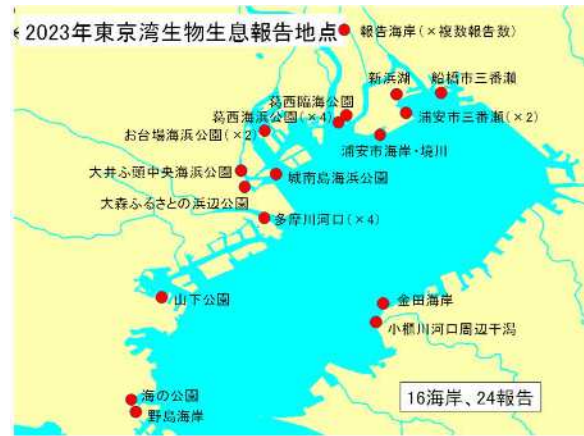 2023年東京湾生物生息報告地点
報告海岸(×複数報告数)
新浜湖
船橋市三番瀬
葛西臨海公園
葛西海浜公園(×4)
浦安市三番瀬(×2)
お台場海浜公園(×2)
浦安市海岸・境川
大井ふ頭中央海浜公園
城南島海浜公園
大森ふるさとの浜辺公園
多摩川河口(×4)
山下公園
金田海岸
小櫃川河口周辺干潟
海の公園
野島海岸
16海岸、24報告